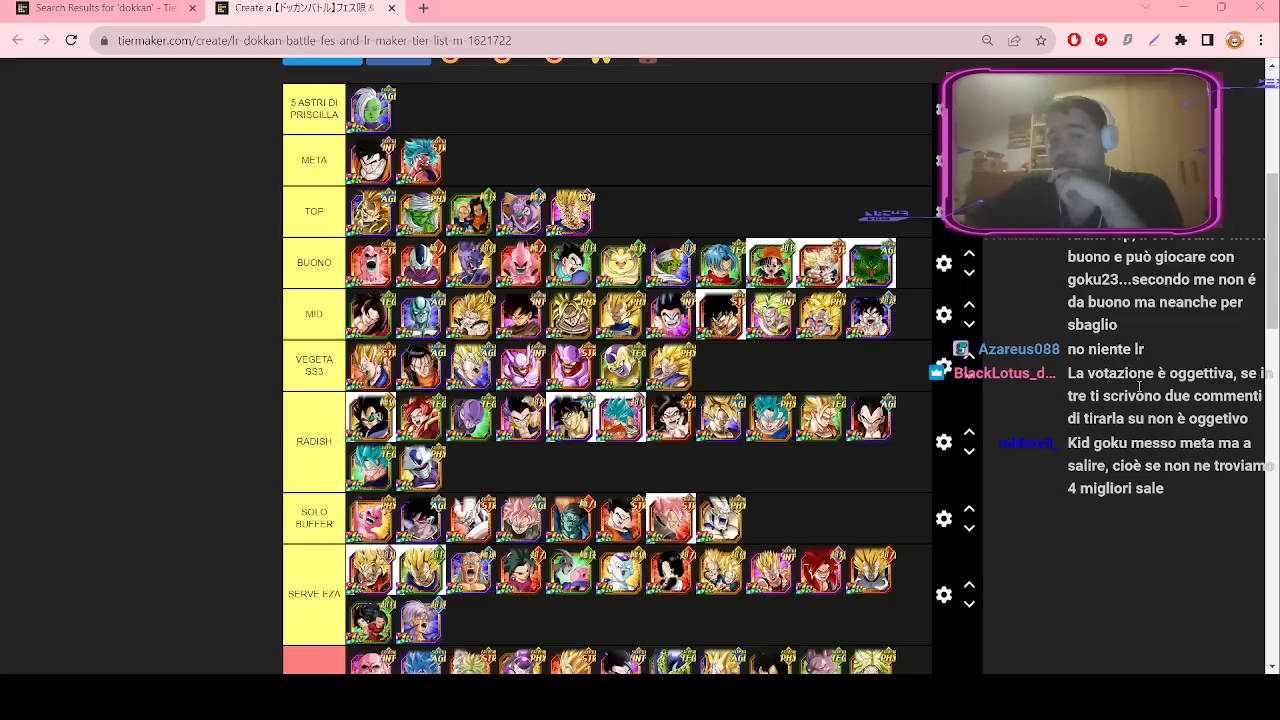 Search Results for 'dokkan' - Tier
Create a 【ドッカンバトル】フェス限 &
tiermaker.com/create/lr-dokkan-battle-fes-and-lr-maker-tier-list-m-1621722
5 ASTRI DI
PRISCILLA
META
TOP
BUONO
MID
VEGETA
SS3
RADISH
SOLO
BUFFER
SERVE EZA
buono e può giocare con
goku23...secondo me non é
da buono ma neanche per
sbaglio
Azareus088 no niente lr
BlackLotus_d... La votazione è oggettiva, se in
tre ti scrivono due commenti
di tirarla su non è oggetivo
robbovii_ Kid goku messo meta ma a
salire, cioè se non ne troviamo
4 migliori sale